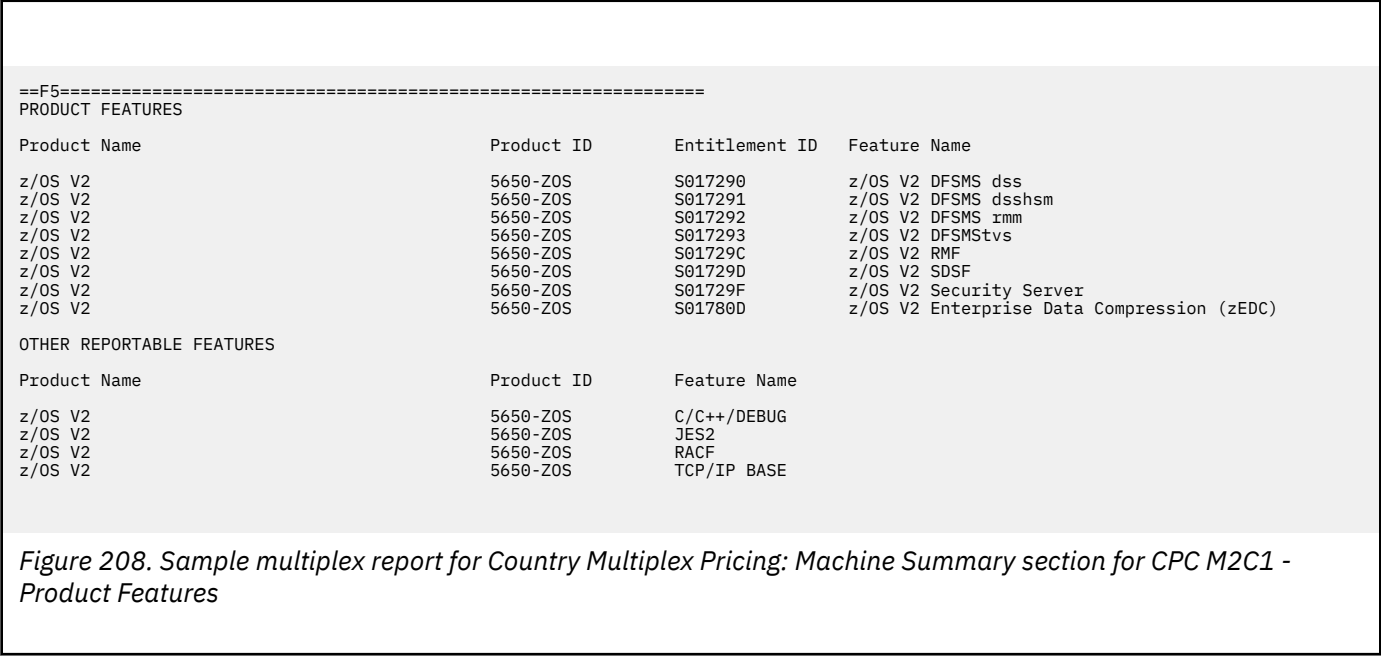 ==F5===============================================================
PRODUCT FEATURES
Product Name Product ID Entitlement ID Feature Name
z/OS V2 5650-ZOS S017290 z/OS V2 DFSMS dss
z/OS V2 5650-ZOS S017291 z/OS V2 DFSMS dsshsm
z/OS V2 5650-ZOS S017292 z/OS V2 DFSMS rmm
z/OS V2 5650-ZOS S017293 z/OS V2 DFSMStvs
z/OS V2 5650-ZOS S01729C z/OS V2 RMF
z/OS V2 5650-ZOS S01729D z/OS V2 SDSF
z/OS V2 5650-ZOS S01729F z/OS V2 Security Server
z/OS V2 5650-ZOS S01780D z/OS V2 Enterprise Data Compression (zEDC)
OTHER REPORTABLE FEATURES
Product Name Product ID Feature Name
z/OS V2 5650-ZOS C/C++/DEBUG
z/OS V2 5650-ZOS JES2
z/OS V2 5650-ZOS RACF
z/OS V2 5650-ZOS TCP/IP BASE
Figure 208. Sample multiplex report for Country Multiplex Pricing: Machine Summary section for CPC M2C1 -
Product Features